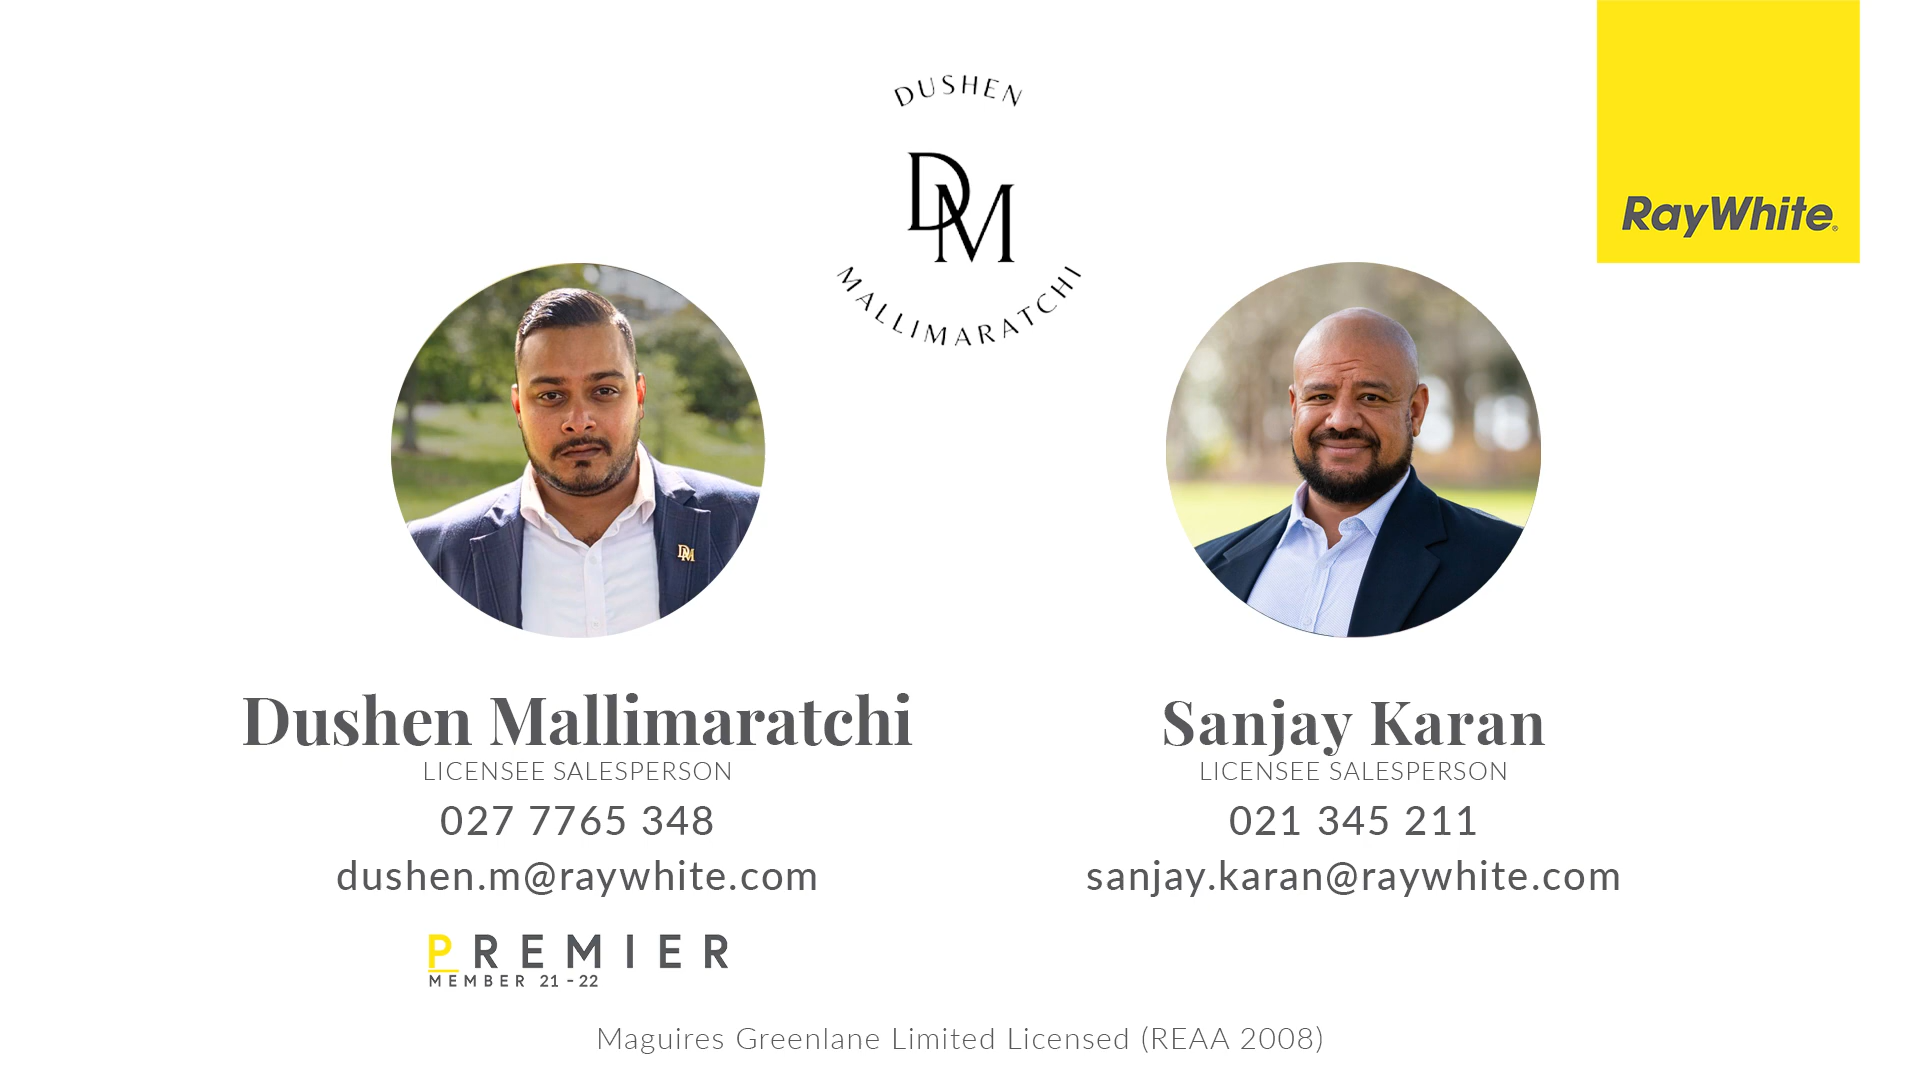 DUSHEN
DM
MALLIMARATCHI
RayWhite®
DM
Dushen Mallimaratchi
LICENSEE SALESPERSON
027 7765 348
dushen.m@raywhite.com
PREMIER
MEMBER 21-22
Sanjay Karan
LICENSEE SALESPERSON
021 345 211
sanjay.karan@raywhite.com
Maguires Greenlane Limited Licensed (REAA 2008)